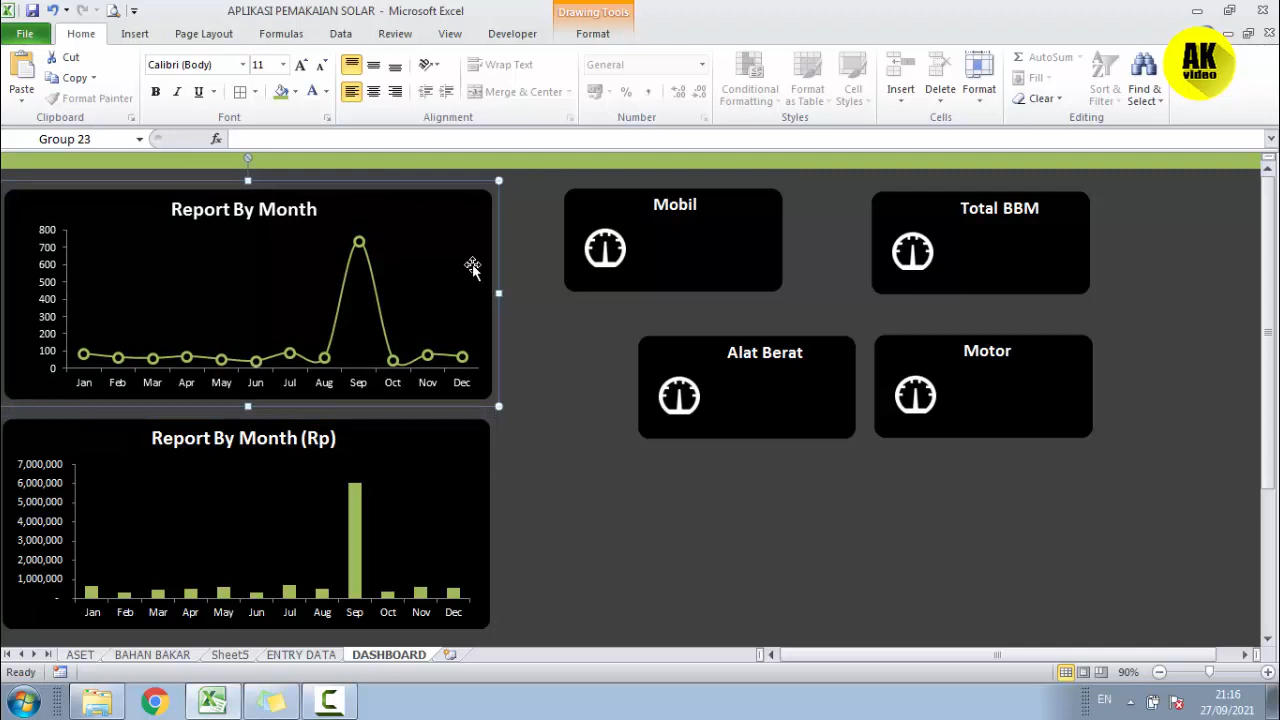 APLIKASI PEMAKAIAN SOLAR - Microsoft Excel
Drawing Tools
File Home Insert Page Layout Formulas Data Review View Developer Format
Paste
Cut
Copy
Format Painter
Clipboard
Calibri (Body) 11
B I U
Font
Wrap Text
Merge & Center
Alignment
General
Number
Conditional Formatting
Format as Table
Cell Styles
Styles
Insert
Delete
Format
Cells
AutoSum
Fill
Clear
Sort & Filter
Find & Select
Editing
AK
video
Group 23
fx
Report By Month
800
700
600
500
400
300
200
100
0
Jan Feb Mar Apr May Jun Jul Aug Sep Oct Nov Dec
Mobil
Total BBM
Alat Berat
Motor
Report By Month (Rp)
7,000,000
6,000,000
5,000,000
4,000,000
3,000,000
2,000,000
1,000,000
-
Jan Feb Mar Apr May Jun Jul Aug Sep Oct Nov Dec
ASET BAHAN BAKAR Sheet5 ENTRY DATA DASHBOARD
Ready
90%
EN
21:16
27/09/2021